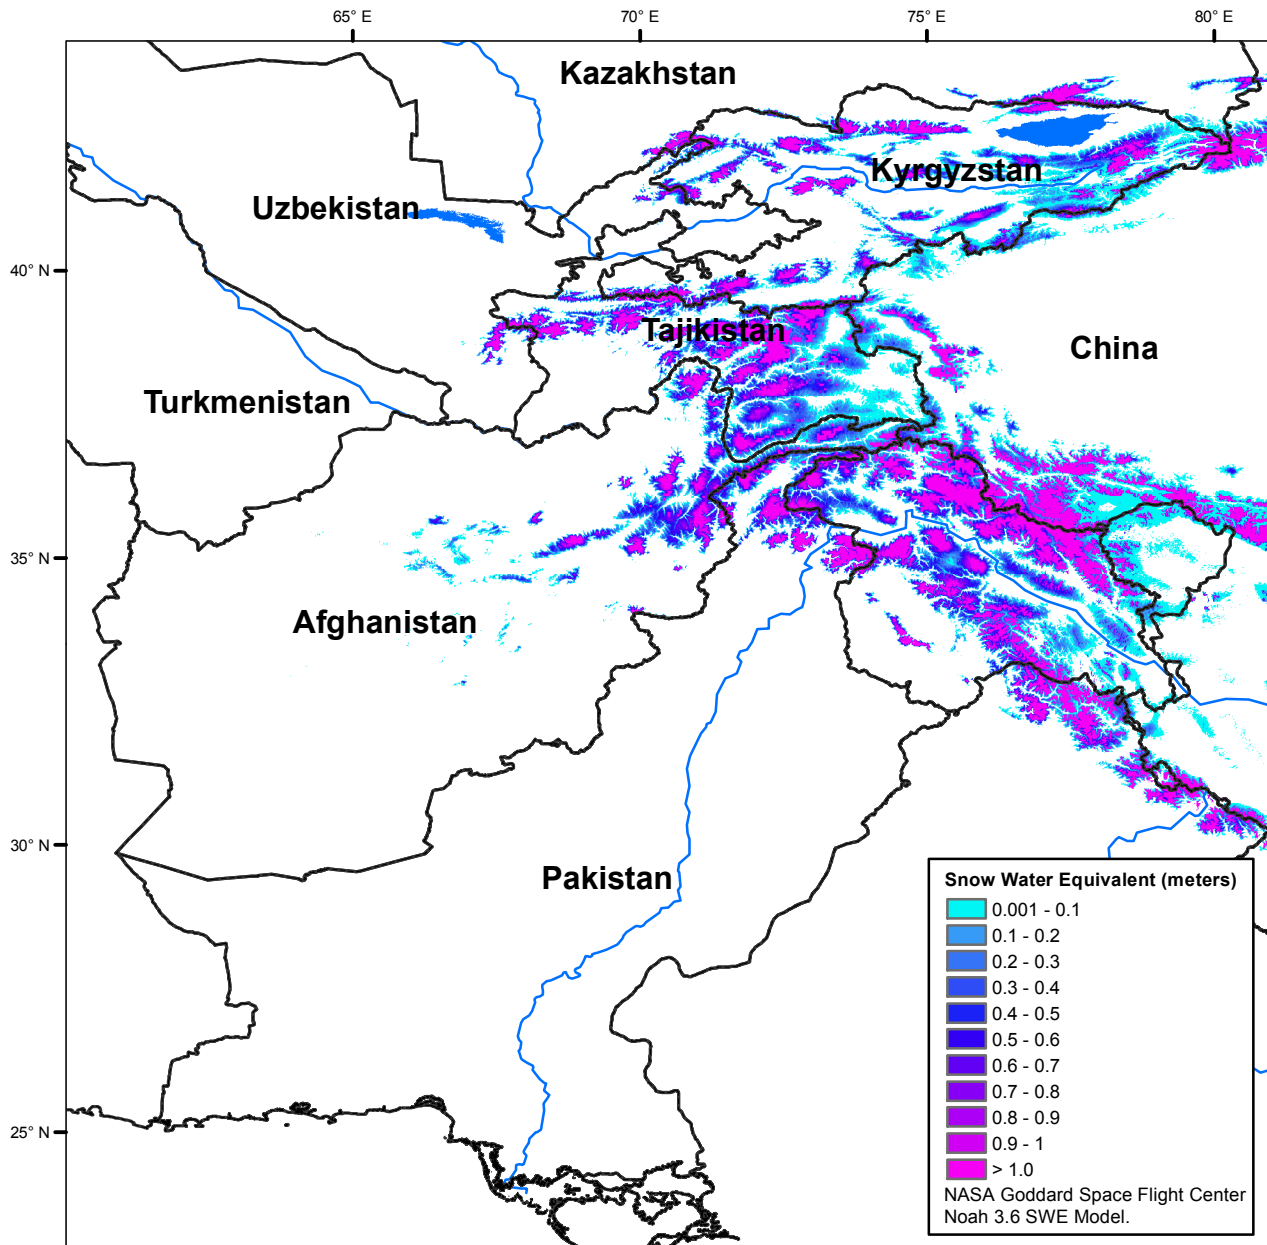 65° E
70° E
75° E
80° E
Kazakhstan
Kyrgyzstan
Uzbekistan
40° N
Tajikistan
China
Turkmenistan
35° N
Afghanistan
30° N
Pakistan
25° N
Snow Water Equivalent (meters)
0.001 - 0.1
0.1 - 0.2
0.2 - 0.3
0.3 - 0.4
0.4 - 0.5
0.5 - 0.6
0.6 - 0.7
0.7 - 0.8
0.8 - 0.9
0.9 - 1
> 1.0
NASA Goddard Space Flight Center
Noah 3.6 SWE Model.